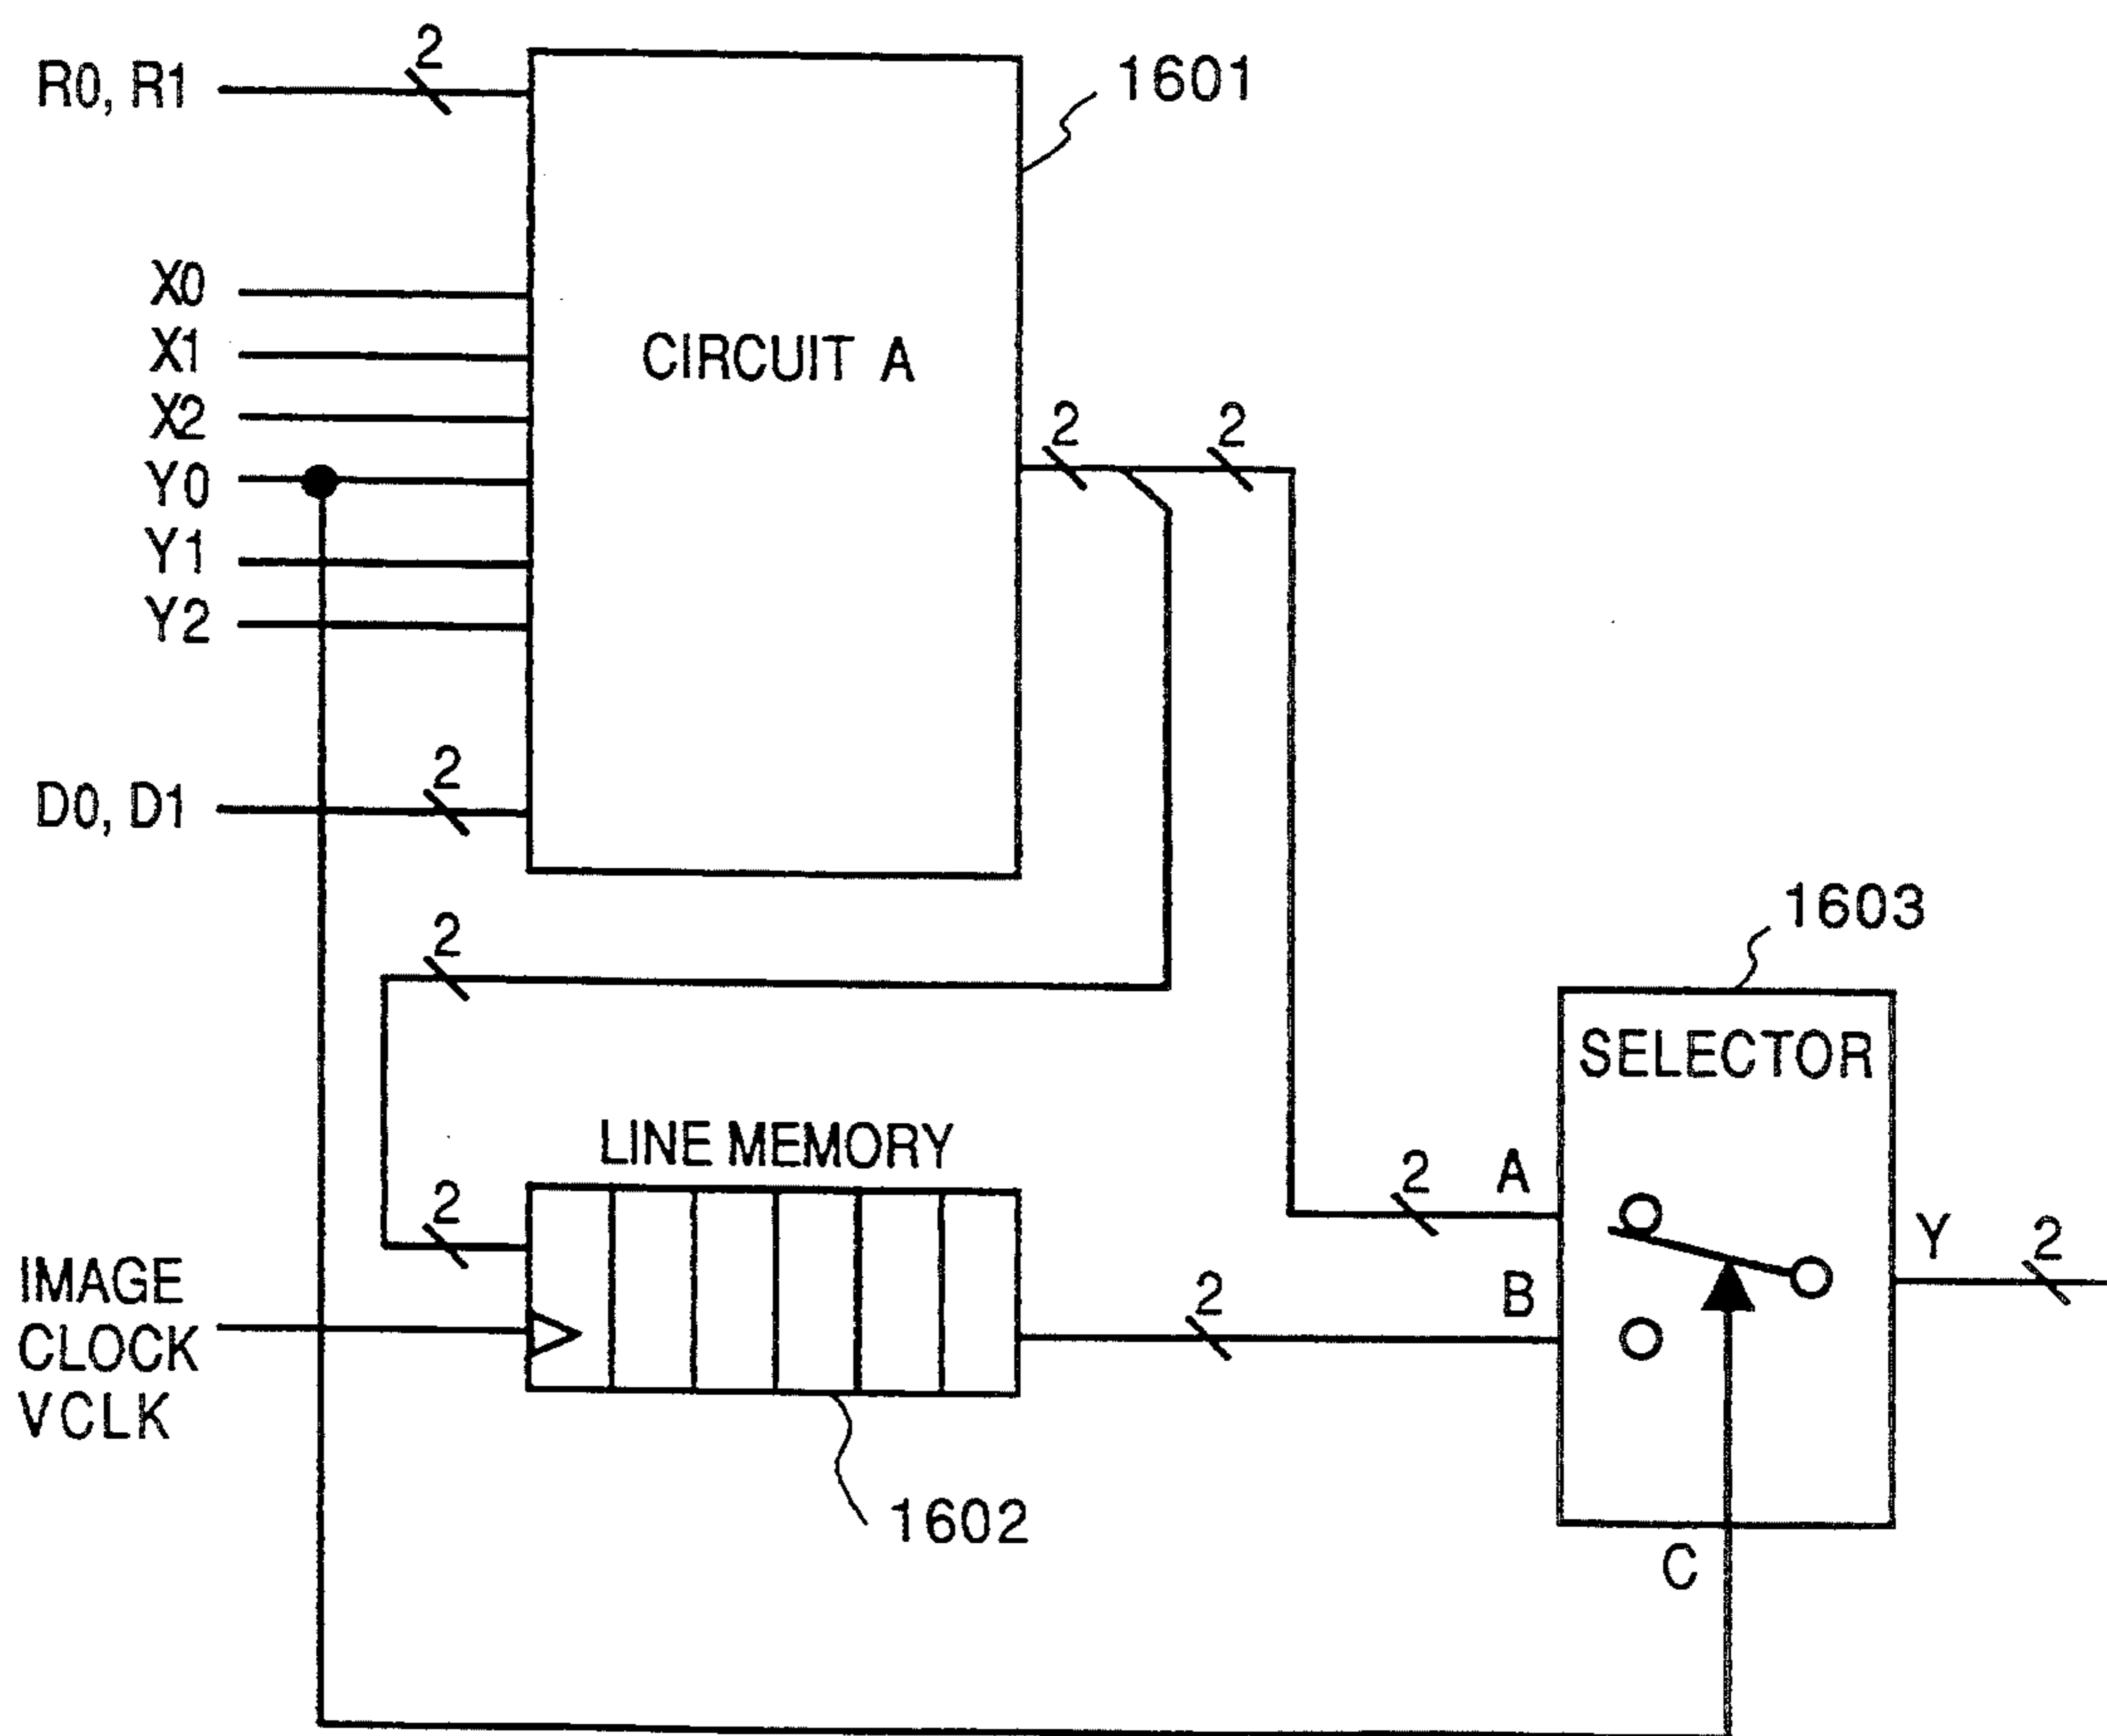 2
R0, R1
1601
X0
X1
X2
Y0
Y1
Y2
CIRCUIT A
2
2
2
D0, D1
2
1603
SELECTOR
LINE MEMORY
2
2
A
2
B
Y
2
IMAGE
CLOCK
VCLK
2
1602
C